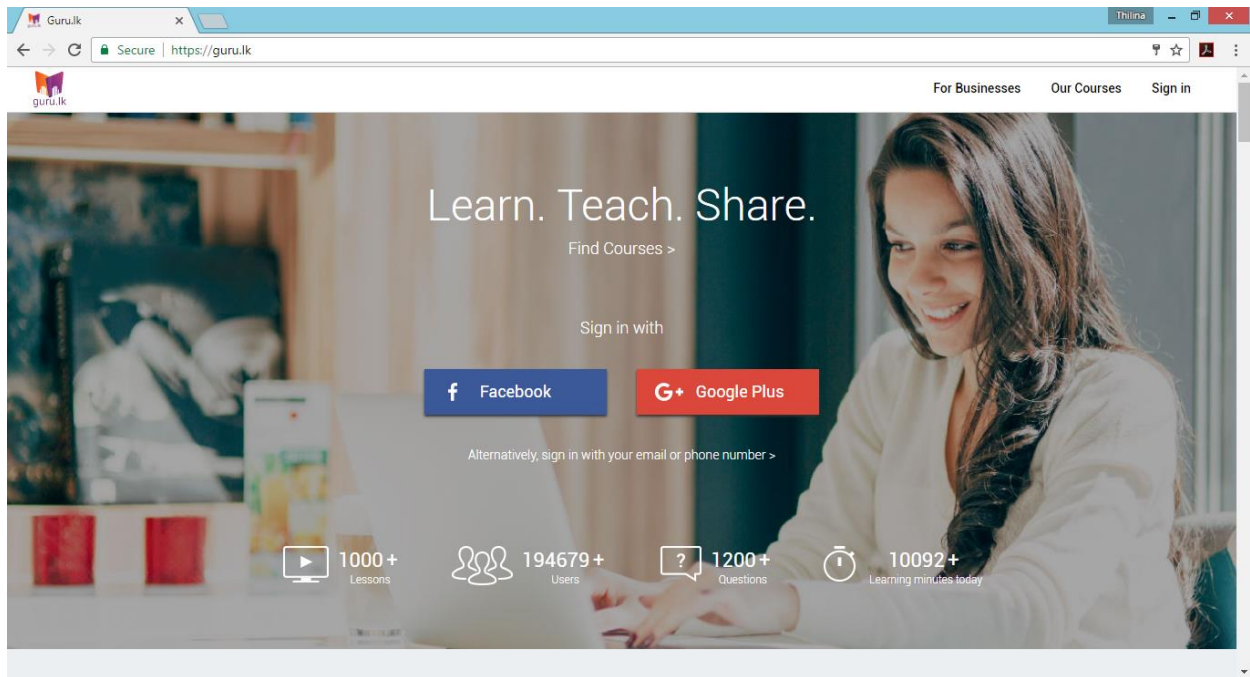 Guru.lk
Thilina
Secure | https://guru.lk
guru.lk
For Businesses Our Courses Sign in
Learn. Teach. Share.
Find Courses >
Sign in with
f Facebook
G+ Google Plus
Alternatively, sign in with your email or phone number >
1000+ 194679+ ? 1200+ 10092+
Lessons Users Questions Learning minutes today